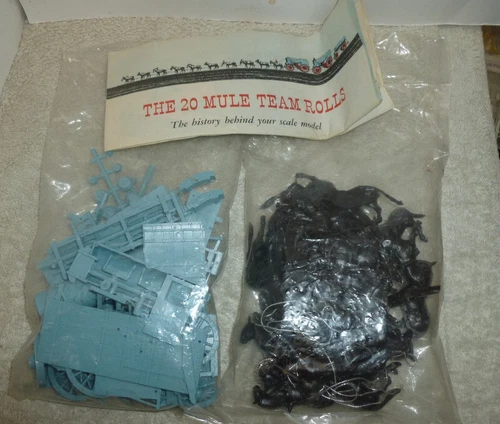 THE 20 MULE TEAM ROLLS
The history behind your scale model